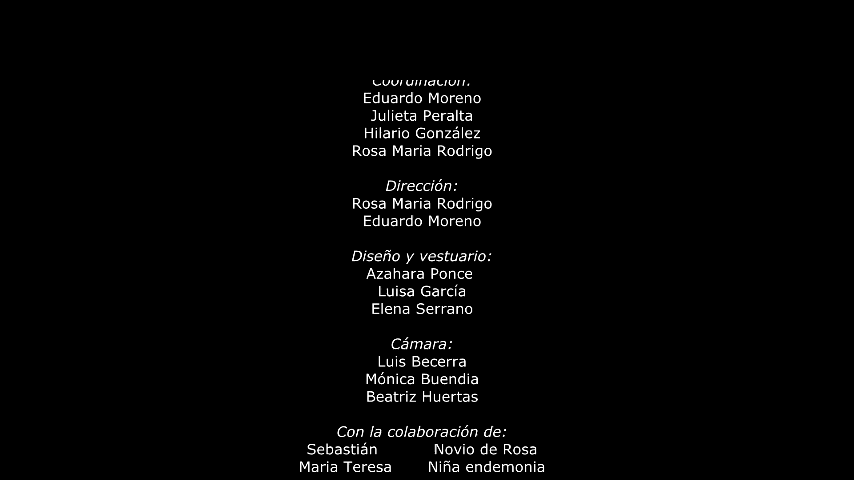 Coordinación:
Eduardo Moreno
Julieta Peralta
Hilario González
Rosa Maria Rodrigo
Dirección:
Rosa Maria Rodrigo
Eduardo Moreno
Diseño y vestuario:
Azahara Ponce
Luisa García
Elena Serrano
Cámara:
Luis Becerra
Mónica Buendia
Beatriz Huertas
Con la colaboración de:
Sebastián Novio de Rosa
Maria Teresa Niña endemonia